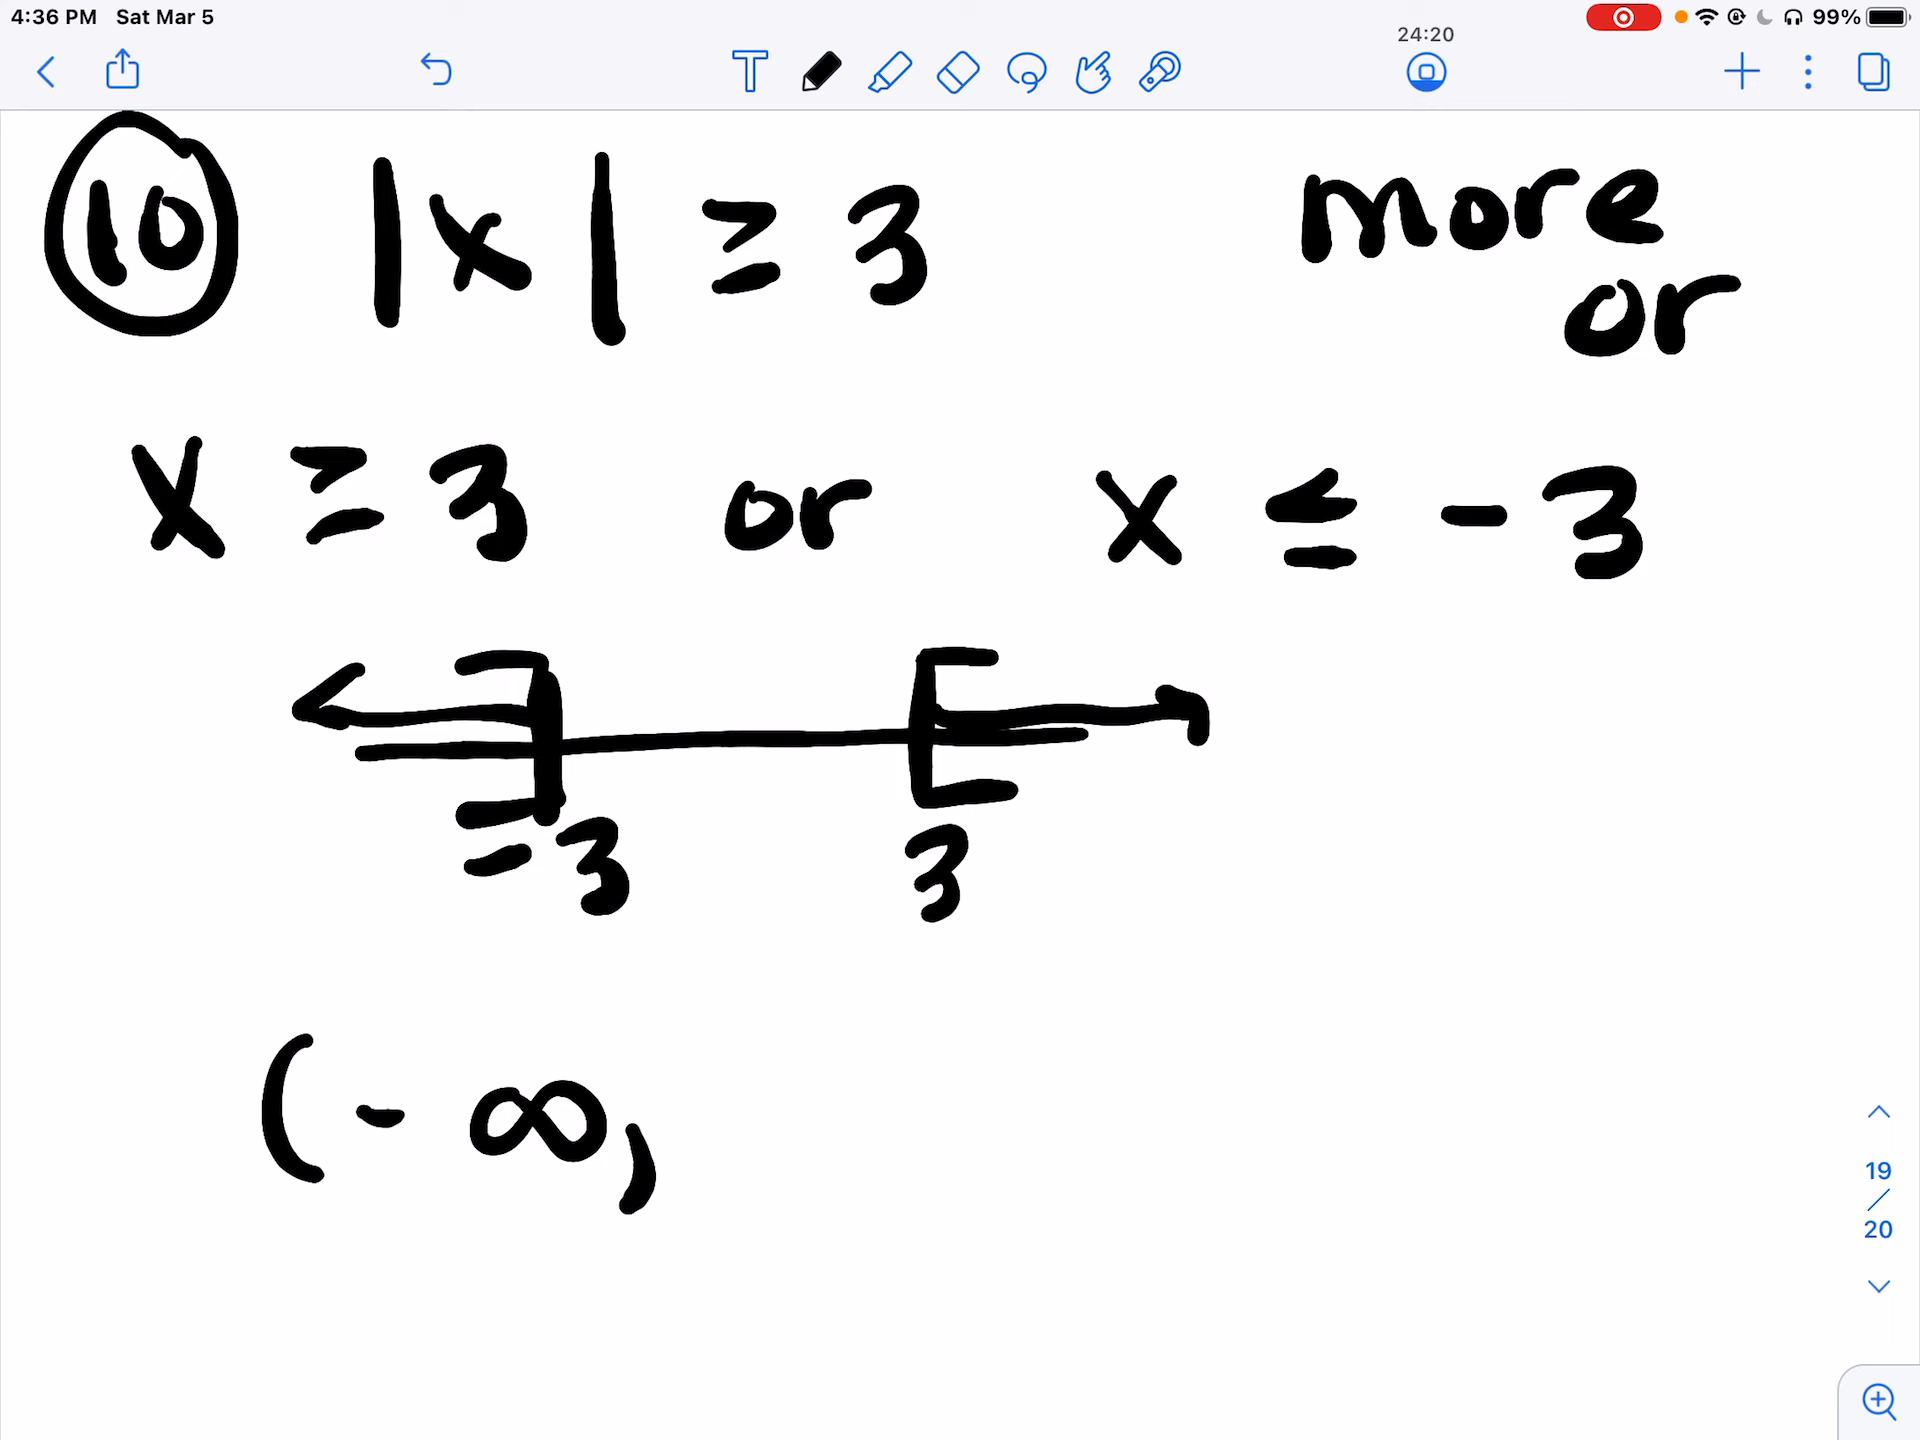 4:36 PM Sat Mar 5 99%
24:20
T
10 |x| ≥ 3 more
or
x ≥ 3 or x ≤ -3
-3 3
(-∞,
19
/
20